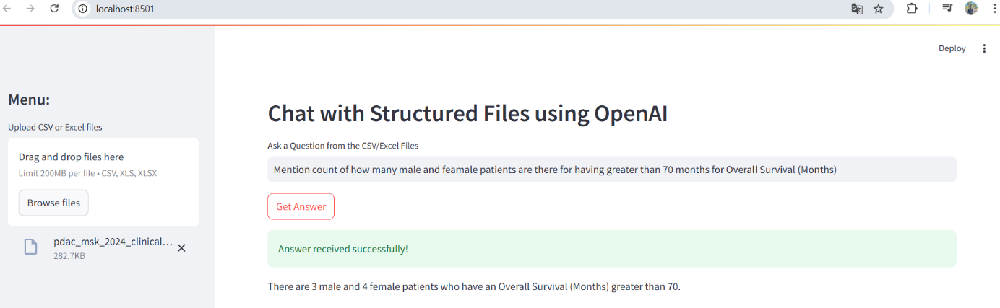 localhost:8501
Deploy
Menu:
Upload CSV or Excel files
Drag and drop files here
Limit 200MB per file • CSV, XLS, XLSX
Browse files
pdac_msk_2024_clinical...
282.7KB
Chat with Structured Files using OpenAI
Ask a Question from the CSV/Excel Files
Mention count of how many male and feamale patients are there for having greater than 70 months for Overall Survival (Months)
Get Answer
Answer received successfully!
There are 3 male and 4 female patients who have an Overall Survival (Months) greater than 70.